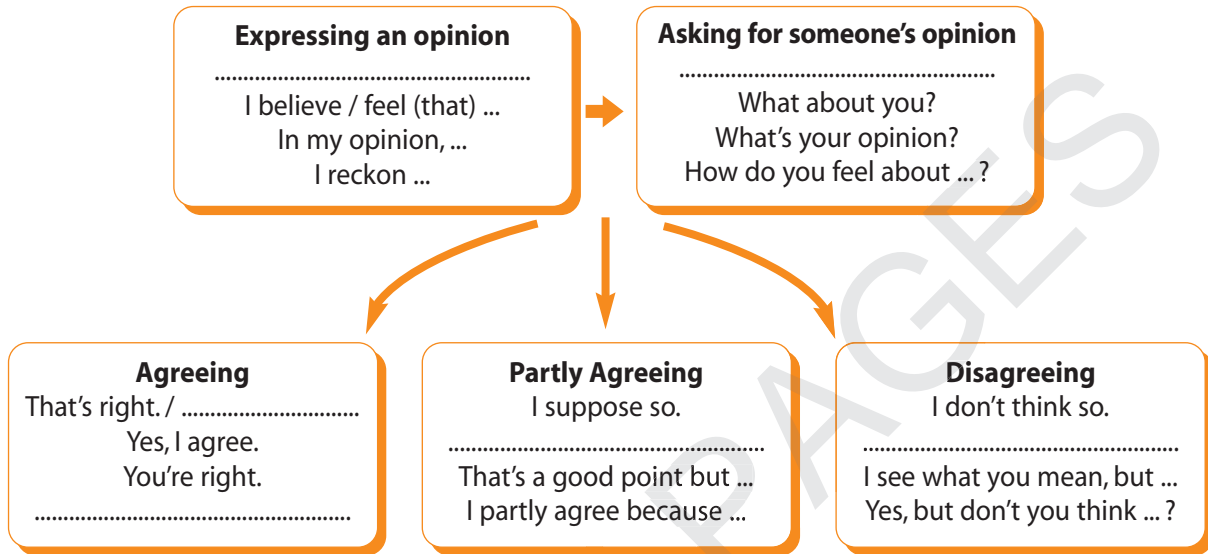 Expressing an opinion
......................................................
I believe / feel (that) ...
In my opinion, ...
I reckon ...
Asking for someone's opinion
......................................................
What about you?
What's your opinion?
How do you feel about ... ?
Agreeing
That's right. / ..............................
Yes, I agree.
You're right.
......................................................
Partly Agreeing
I suppose so.
......................................................
That's a good point but ...
I partly agree because ...
Disagreeing
I don't think so.
......................................................
I see what you mean, but ...
Yes, but don't you think ... ?
PAGES